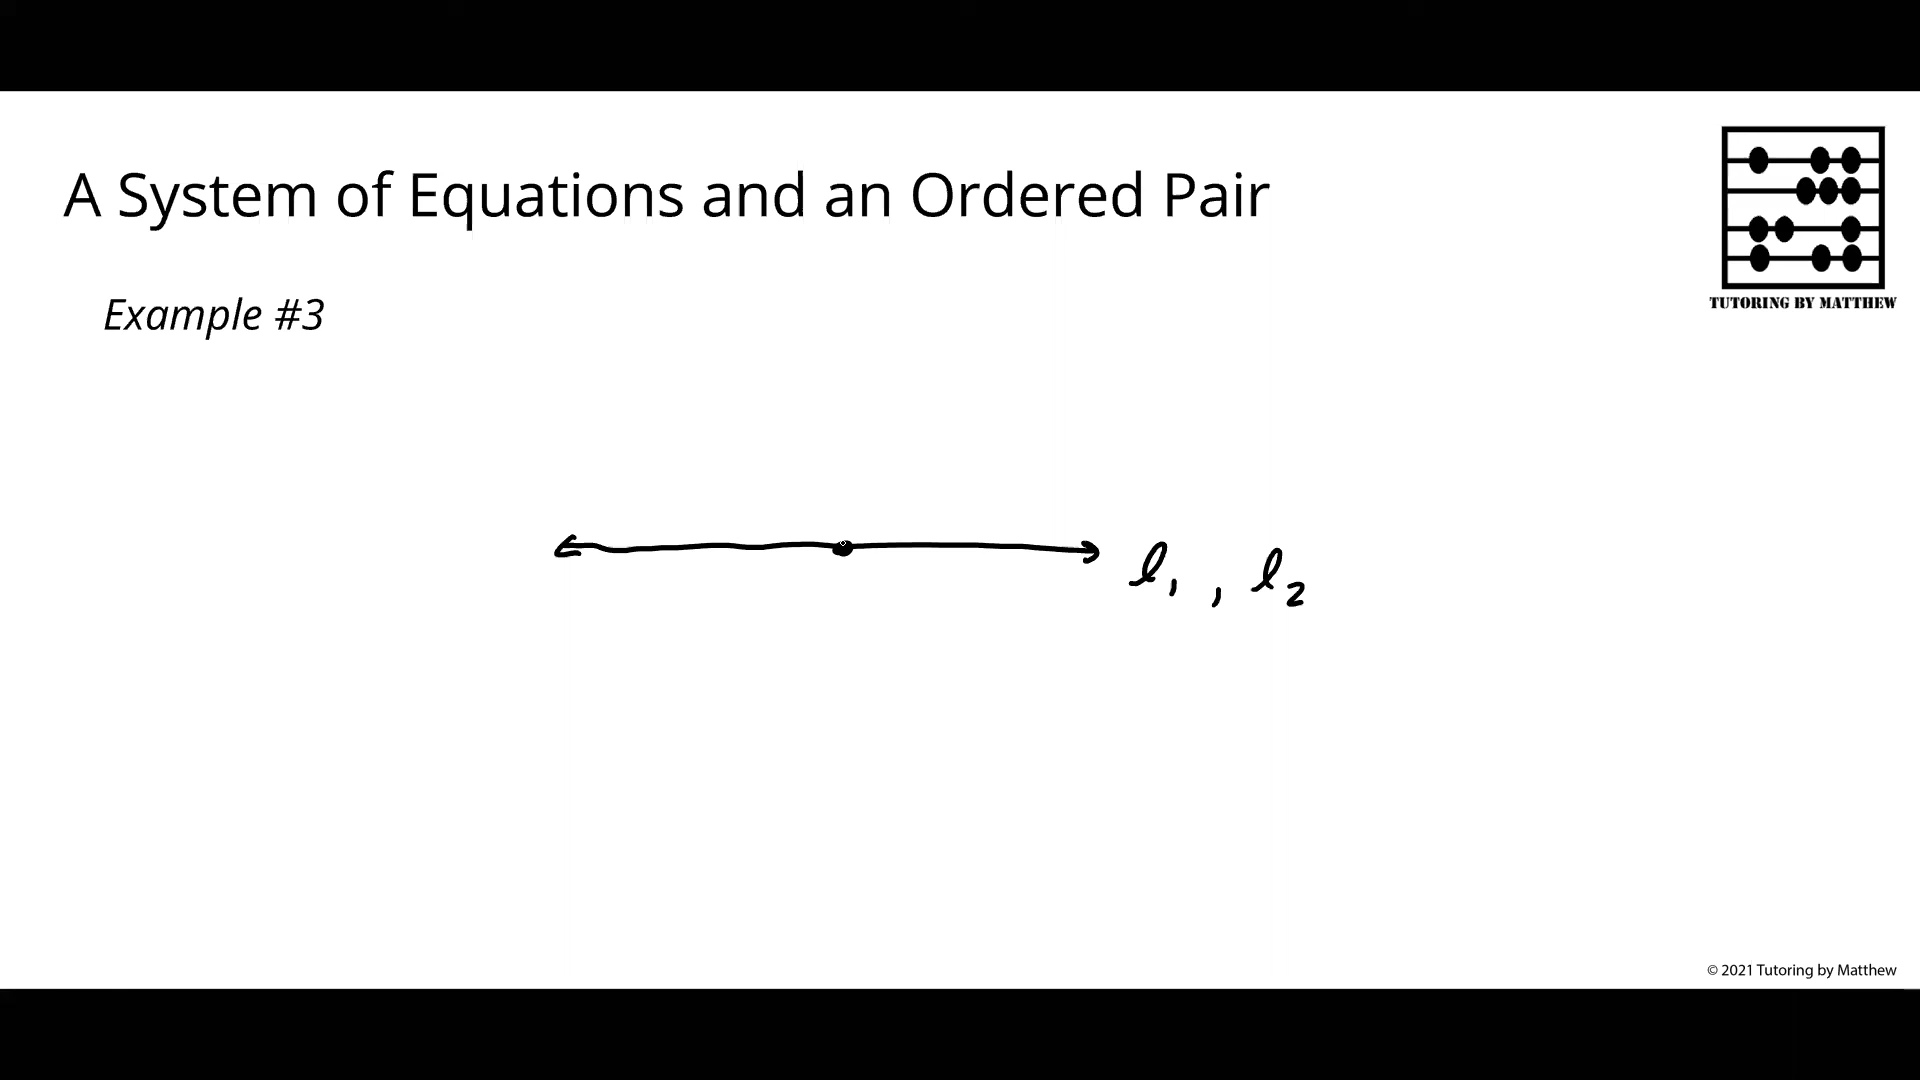 A System of Equations and an Ordered Pair
TUTORING BY MATTHEW
Example #3
ℓ₁ , ℓ₂
© 2021 Tutoring by Matthew